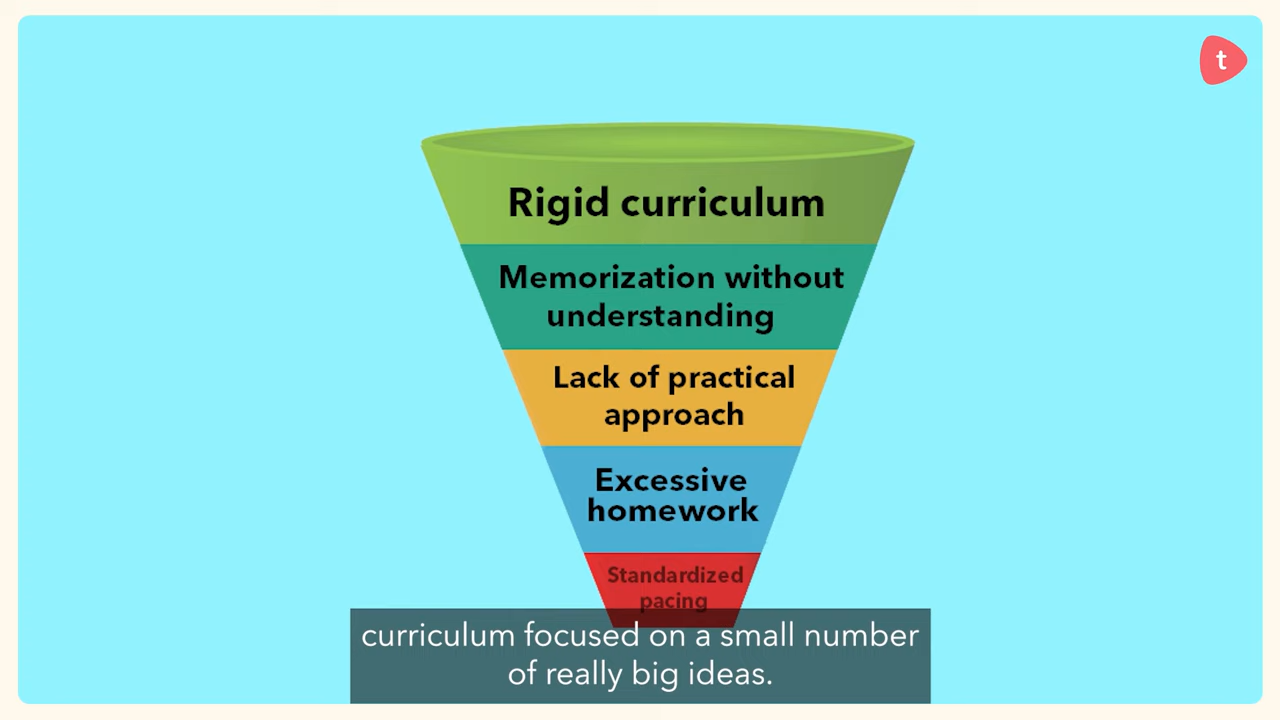 t
Rigid curriculum
Memorization without
understanding
Lack of practical
approach
Excessive
homework
Standardized
pacing
curriculum focused on a small number
of really big ideas.